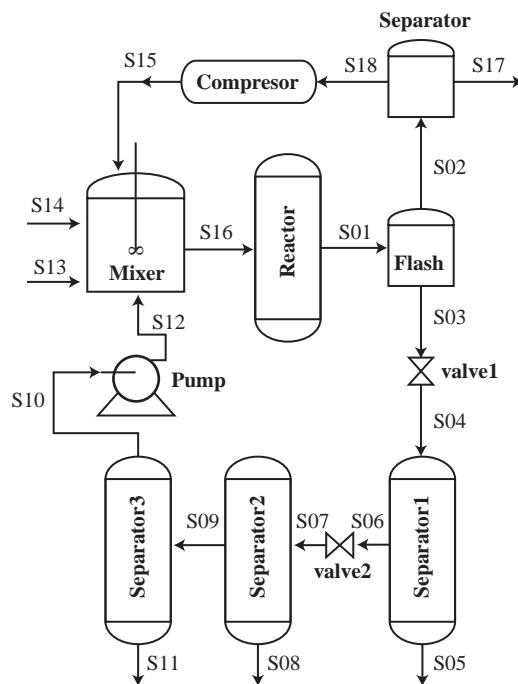 Separator
S15
Compresor
S18
S17
S02
S14
S16
S01
Reactor
Mixer
Flash
S13
S12
S03
Pump
valve1
S10
S04
Separator3
S09
Separator2
S07
S06
valve2
Separator1
S11
S08
S05